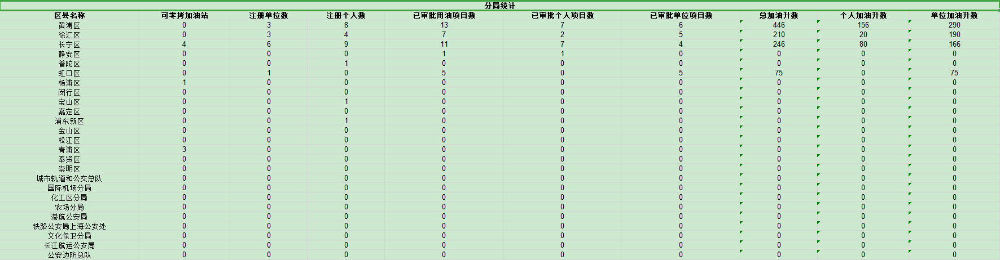 分局统计
区县名称 可零拷加油站 注册单位数 注册个人数 已审批用油项目数 已审批个人项目数 已审批单位项目数 总加油升数 个人加油升数 单位加油升数
黄浦区 0 3 8 13 7 6 446 156 290
徐汇区 0 3 4 7 2 5 210 20 190
长宁区 4 6 9 11 7 4 246 80 166
静安区 0 0 0 1 1 0 0 0 0
普陀区 0 0 1 0 0 0 0 0 0
虹口区 0 1 0 5 0 5 75 0 75
杨浦区 1 0 0 0 0 0 0 0 0
闵行区 0 0 0 0 0 0 0 0 0
宝山区 0 0 1 0 0 0 0 0 0
嘉定区 0 0 0 0 0 0 0 0 0
浦东新区 0 0 1 0 0 0 0 0 0
金山区 0 0 0 0 0 0 0 0 0
松江区 0 0 0 0 0 0 0 0 0
青浦区 3 0 0 0 0 0 0 0 0
奉贤区 0 0 0 0 0 0 0 0 0
崇明区 0 0 0 0 0 0 0 0 0
城市轨道和公交总队 0 0 0 0 0 0 0 0 0
国际机场分局 0 0 0 0 0 0 0 0 0
化工区分局 0 0 0 0 0 0 0 0 0
农场分局 0 0 0 0 0 0 0 0 0
港航公安局 0 0 0 0 0 0 0 0 0
铁路公安局上海公安处 0 0 0 0 0 0 0 0 0
文化保卫分局 0 0 0 0 0 0 0 0 0
长江航运公安局 0 0 0 0 0 0 0 0 0
公安边防总队 0 0 0 0 0 0 0 0 0